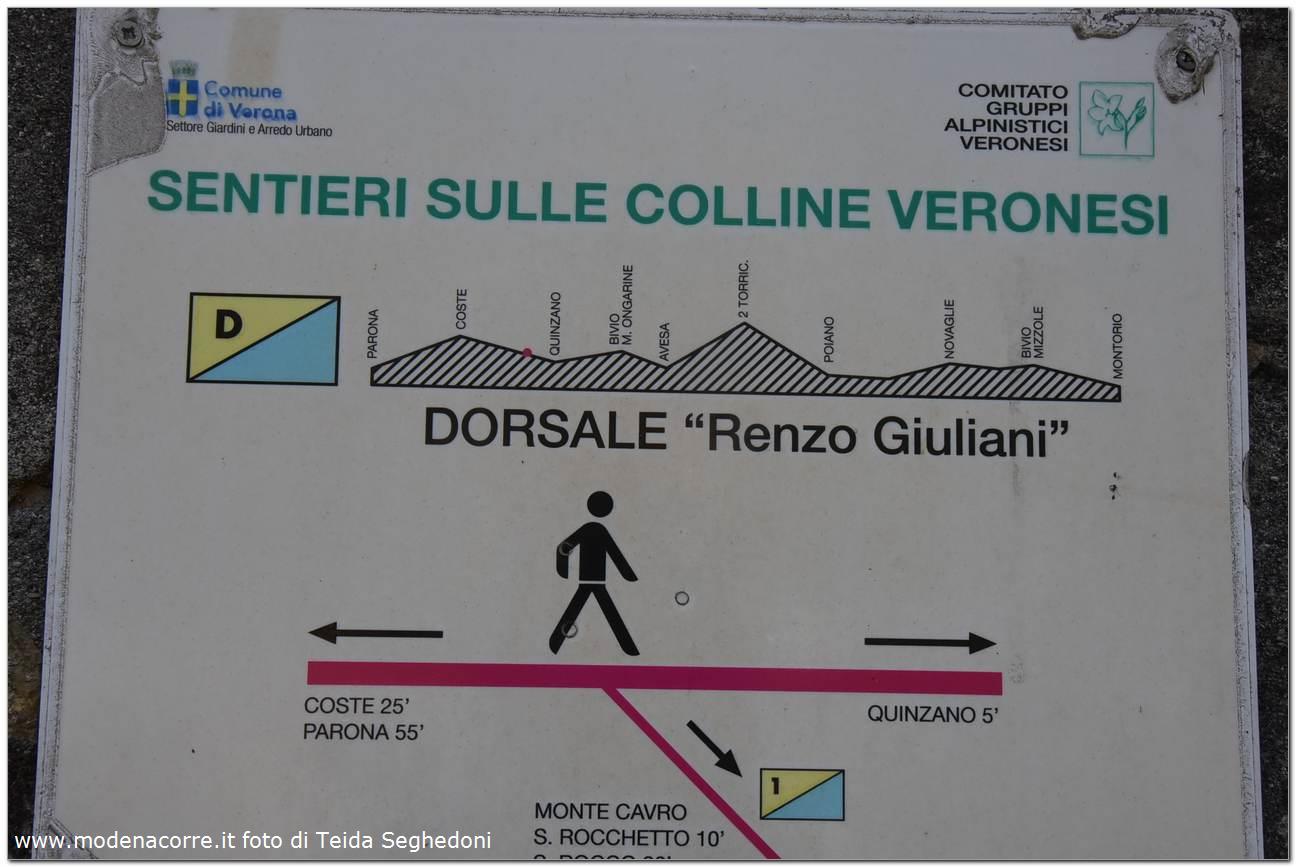 Comune
di Verona
Settore Giardini e Arredo Urbano
COMITATO
GRUPPI
ALPINISTICI
VERONESI
SENTIERI SULLE COLLINE VERONESI
D
PARONA
COSTE
QUINZANO
BIVIO
M. ONGARINE
AVESA
2 TORRIC.
POIANO
NOVAGLIE
BIVIO
MIZZOLE
MONTORIO
DORSALE “Renzo Giuliani”
COSTE 25’
PARONA 55’
QUINZANO 5’
1
MONTE CAVRO
S. ROCCHETTO 10’
www.modenacorre.it foto di Teida Seghedoni